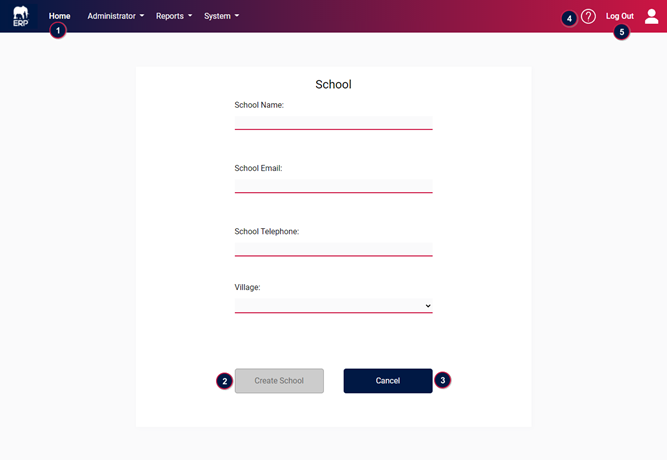 ERP
Home Administrator Reports System
4 Log Out
1 5
School
School Name:
School Email:
School Telephone:
Village:
2 Create School Cancel 3